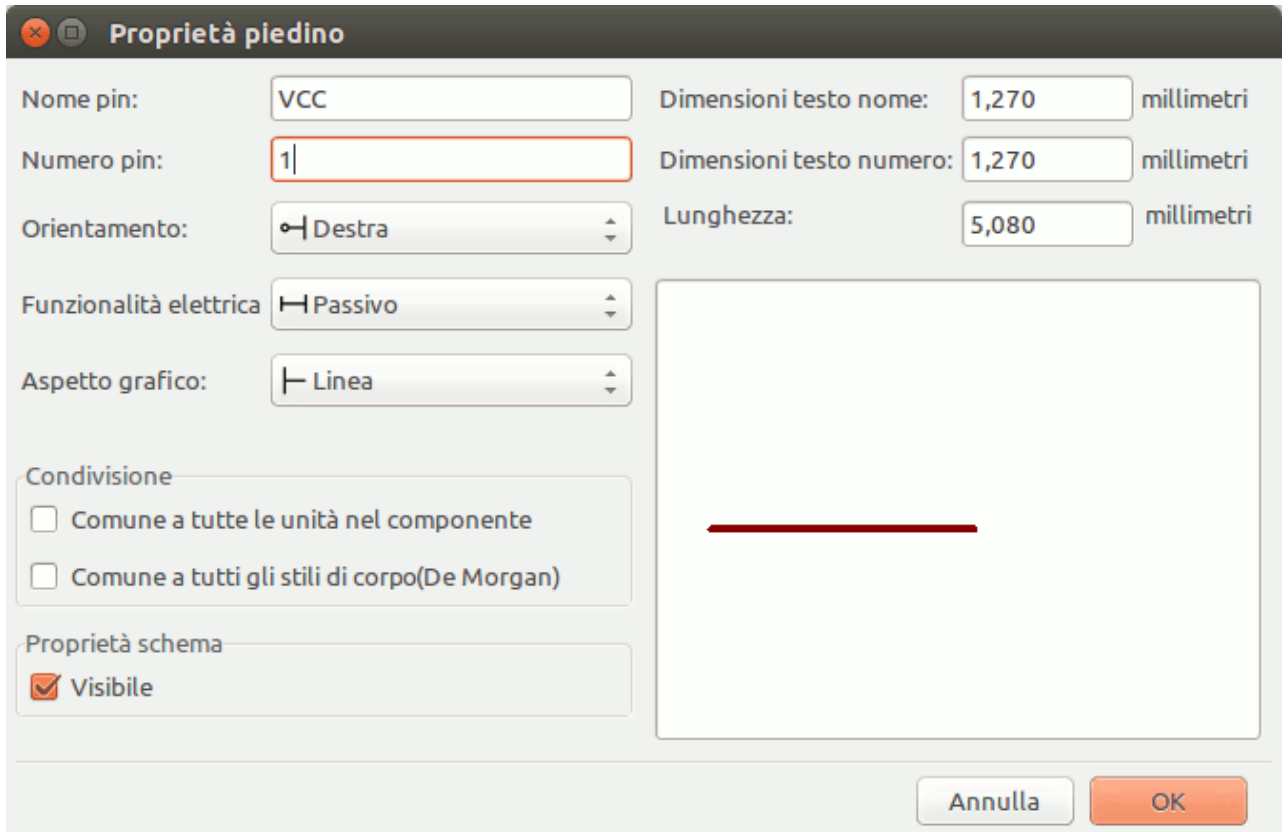 Proprietà piedino
Nome pin: VCC
Dimensioni testo nome: 1,270 millimetri
Numero pin: 1
Dimensioni testo numero: 1,270 millimetri
Orientamento: Destra
Lunghezza: 5,080 millimetri
Funzionalità elettrica Passivo
Aspetto grafico: Linea
Condivisione
Comune a tutte le unità nel componente
Comune a tutti gli stili di corpo(De Morgan)
Proprietà schema
Visibile
Annulla OK